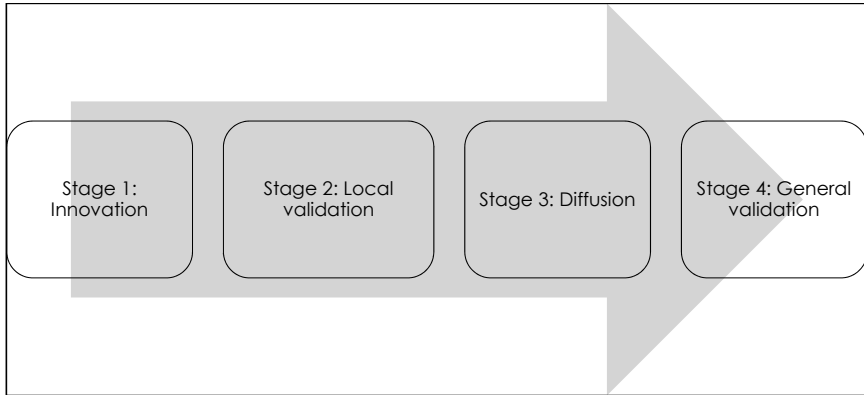 Stage 1:
Innovation
Stage 2: Local
validation
Stage 3: Diffusion
Stage 4: General
validation